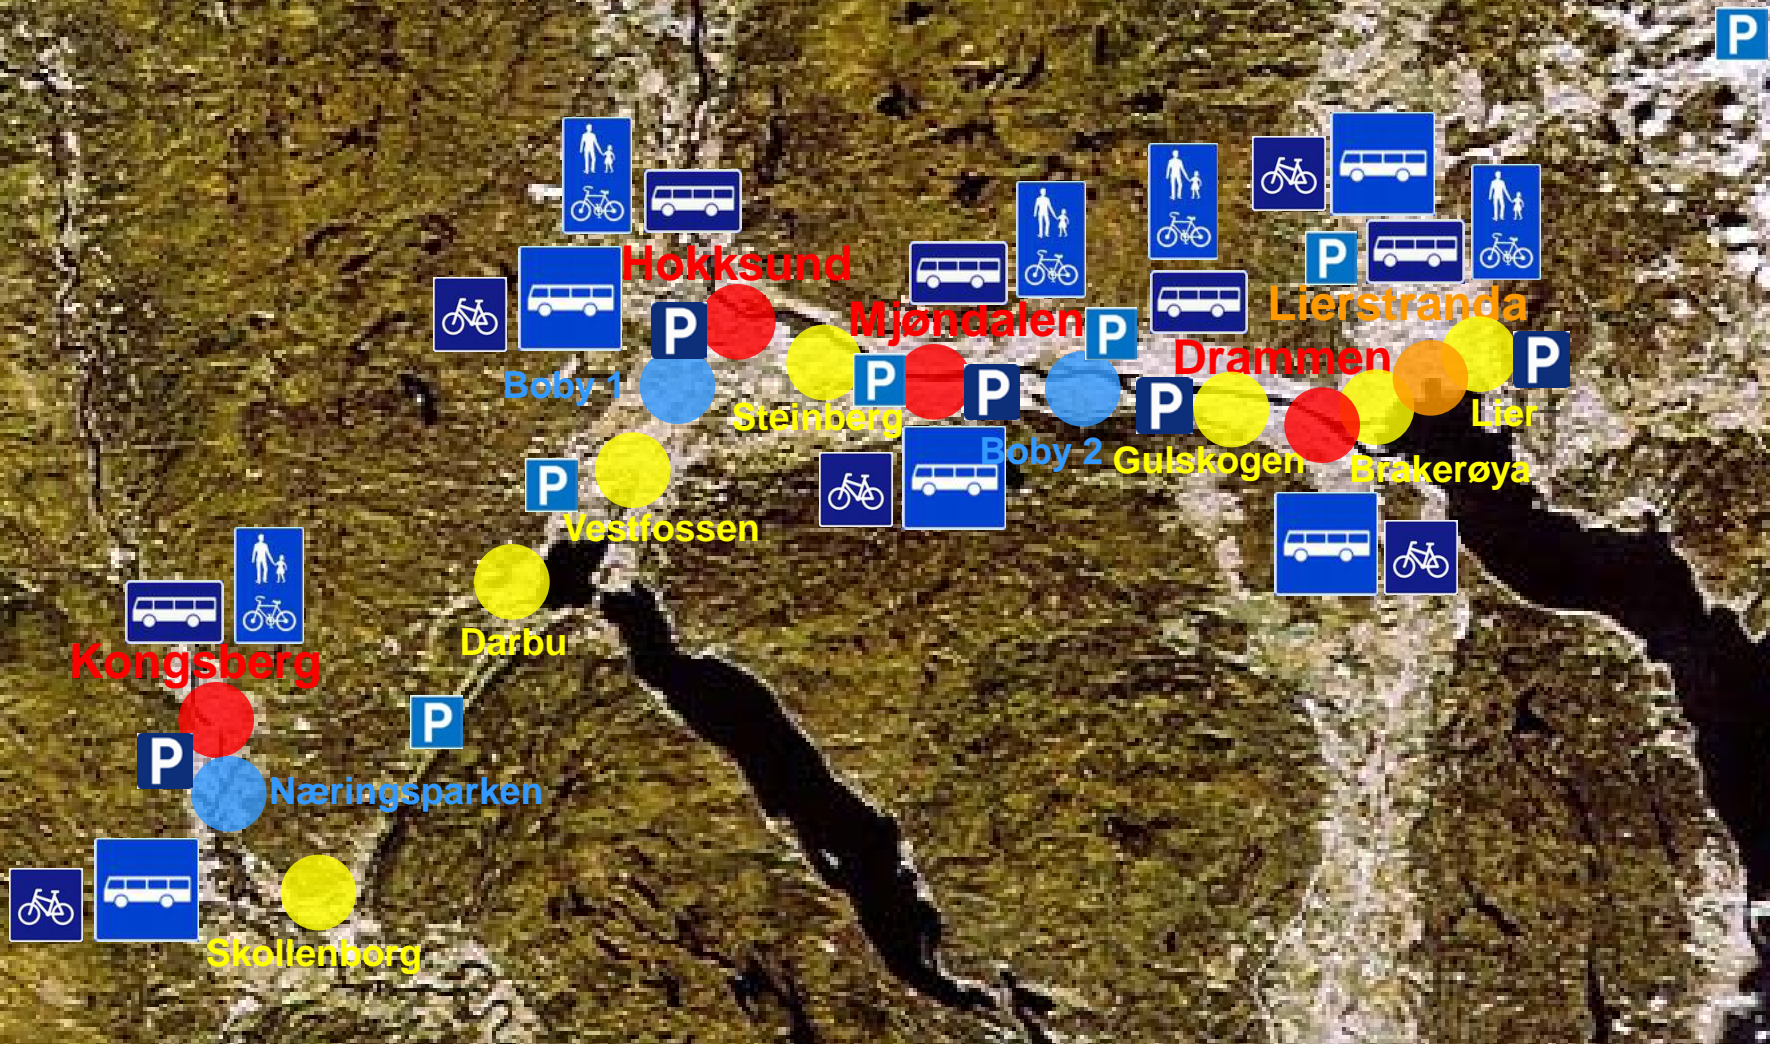 P
Hokksund
P
Lierstranda
Mjøndalen
P
P
Drammen
P
Boby 1
P
P
P
Steinberg
Lier
Boby 2
Gulskogen
Brakerøya
P
Vestfossen
Darbu
Kongsberg
P
P
Næringsparken
Skollenborg